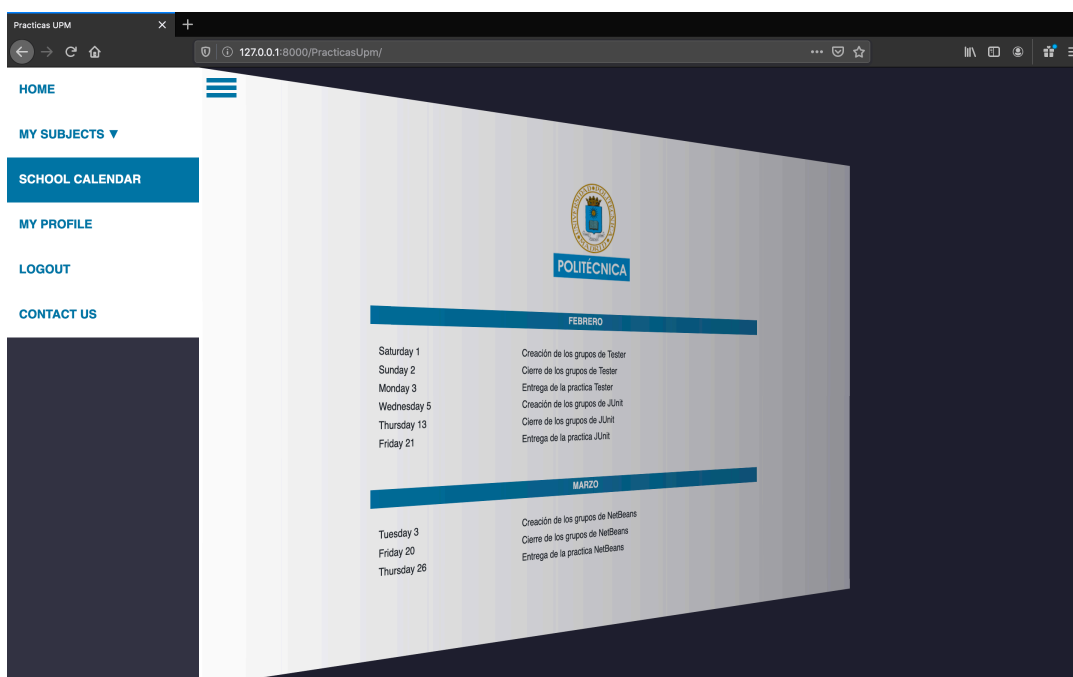 Practicas UPM
127.0.0.1:8000/PracticasUpm/
HOME
MY SUBJECTS ▼
SCHOOL CALENDAR
MY PROFILE
LOGOUT
CONTACT US
UNIVERSIDAD POLITÉCNICA
MADRID
POLITÉCNICA
FEBRERO
Saturday 1 Creación de los grupos de Tester
Sunday 2 Cierre de los grupos de Tester
Monday 3 Entrega de la practica Tester
Wednesday 5 Creación de los grupos de JUnit
Thursday 13 Cierre de los grupos de JUnit
Friday 21 Entrega de la practica JUnit
MARZO
Tuesday 3 Creación de los grupos de NetBeans
Friday 20 Cierre de los grupos de NetBeans
Thursday 26 Entrega de la practica NetBeans